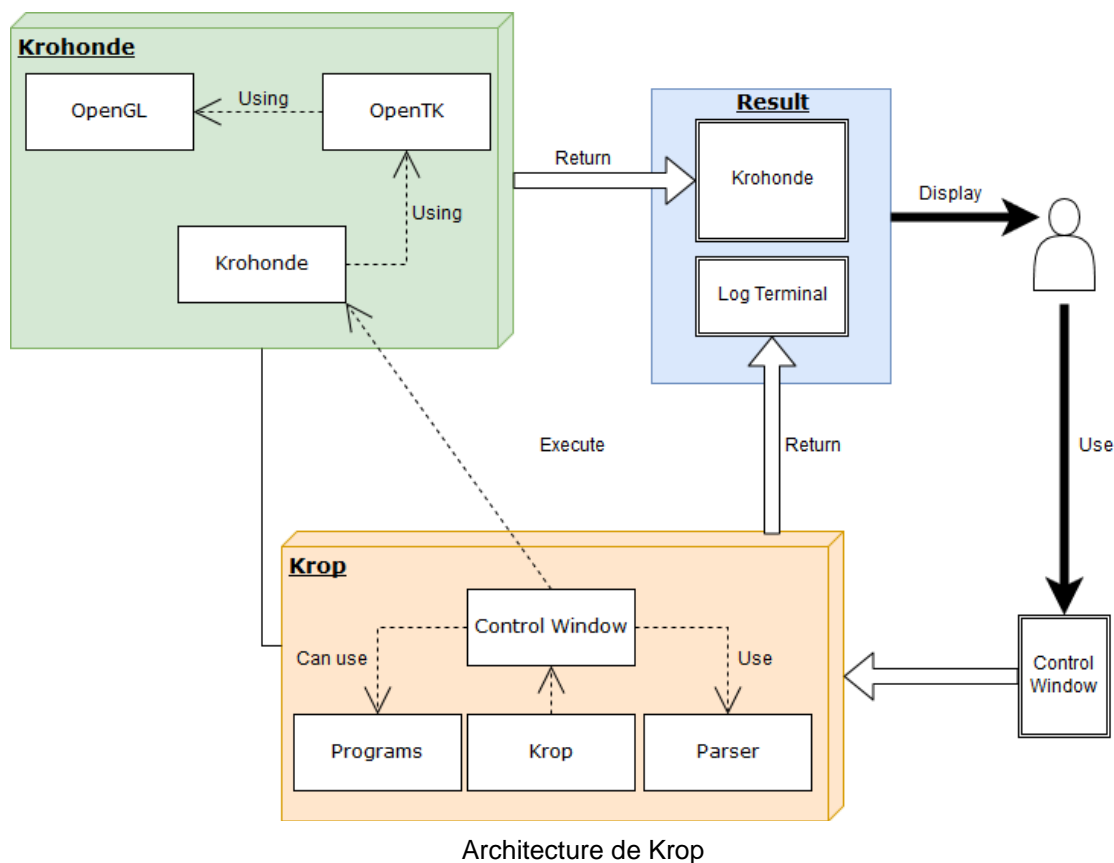 Krohonde
OpenGL
Using
OpenTK
Using
Krohonde
Return
Result
Krohonde
Log Terminal
Display
Execute
Return
Use
Krop
Control Window
Can use
Use
Programs
Krop
Parser
Control
Window
Architecture de Krop